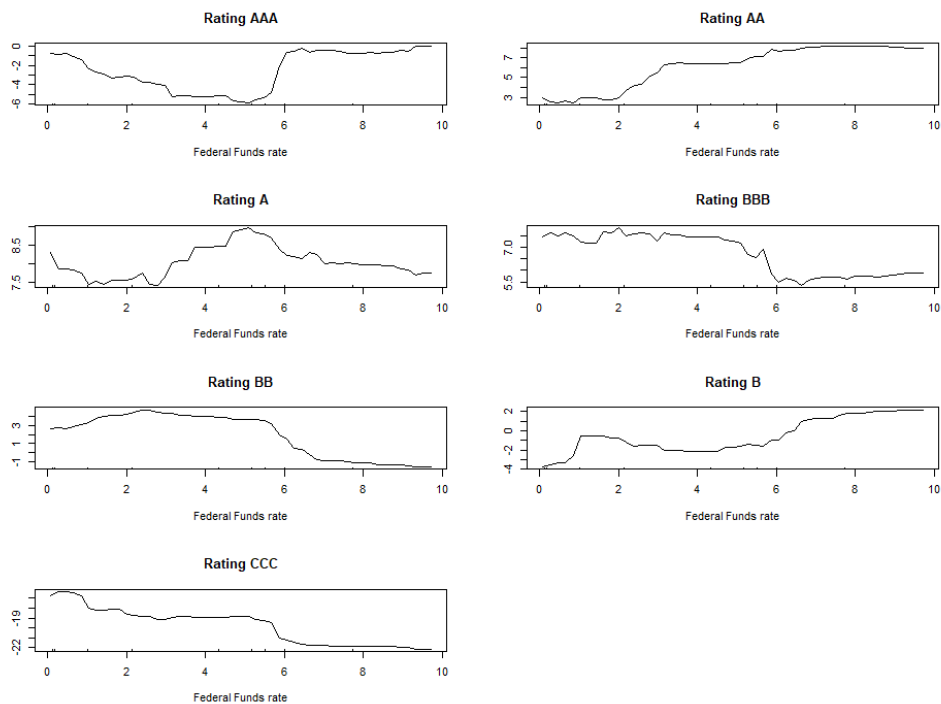 Rating AAA
0
-2
-4
-6
0 2 4 6 8 10
Federal Funds rate
Rating AA
7
5
3
0 2 4 6 8 10
Federal Funds rate
Rating A
8.5
7.5
0 2 4 6 8 10
Federal Funds rate
Rating BBB
7.0
5.5
0 2 4 6 8 10
Federal Funds rate
Rating BB
3
1
-1
0 2 4 6 8 10
Federal Funds rate
Rating B
2
0
-2
-4
0 2 4 6 8 10
Federal Funds rate
Rating CCC
-19
-22
0 2 4 6 8 10
Federal Funds rate